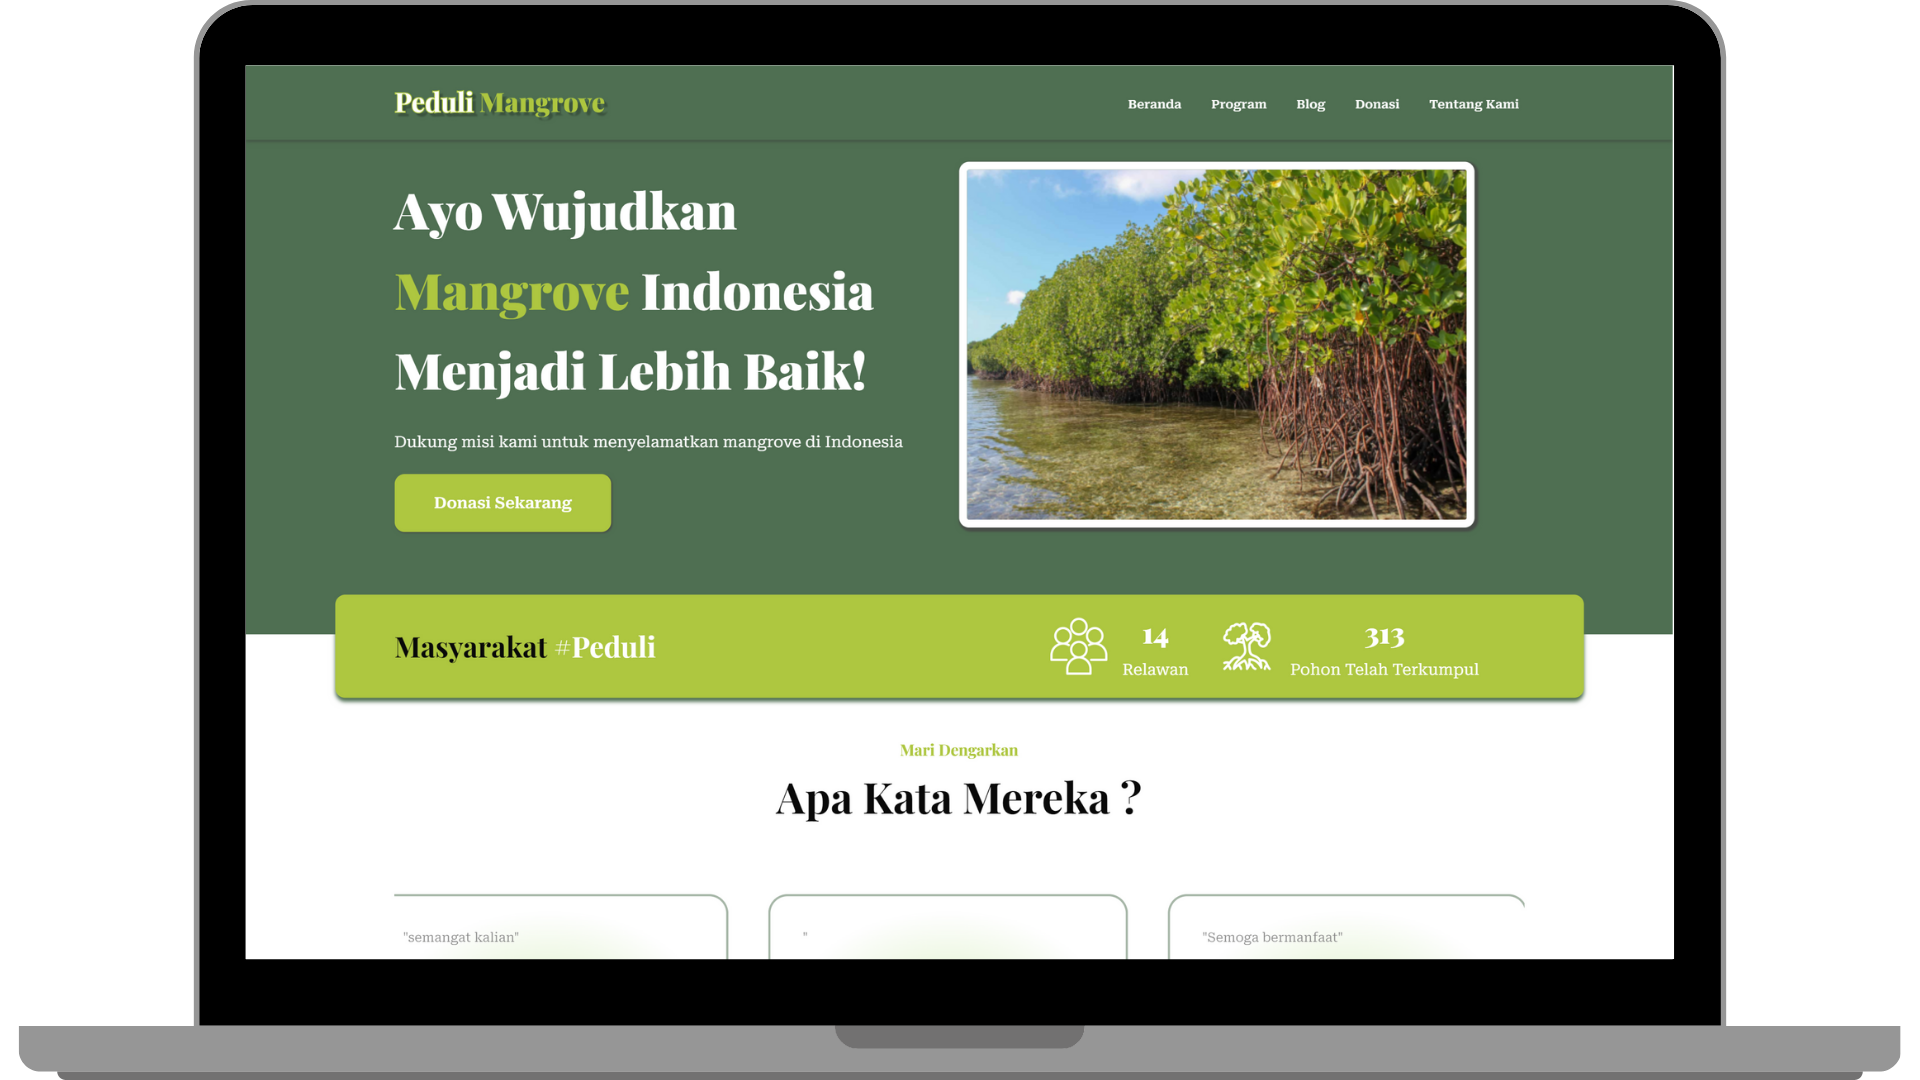 Peduli Mangrove
Beranda Program Blog Donasi Tentang Kami
Ayo Wujudkan
Mangrove Indonesia
Menjadi Lebih Baik!
Dukung misi kami untuk menyelamatkan mangrove di Indonesia
Donasi Sekarang
Masyarakat #Peduli
14
Relawan
313
Pohon Telah Terkumpul
Mari Dengarkan
Apa Kata Mereka ?
"semangat kalian"
"
"Semoga bermanfaat"